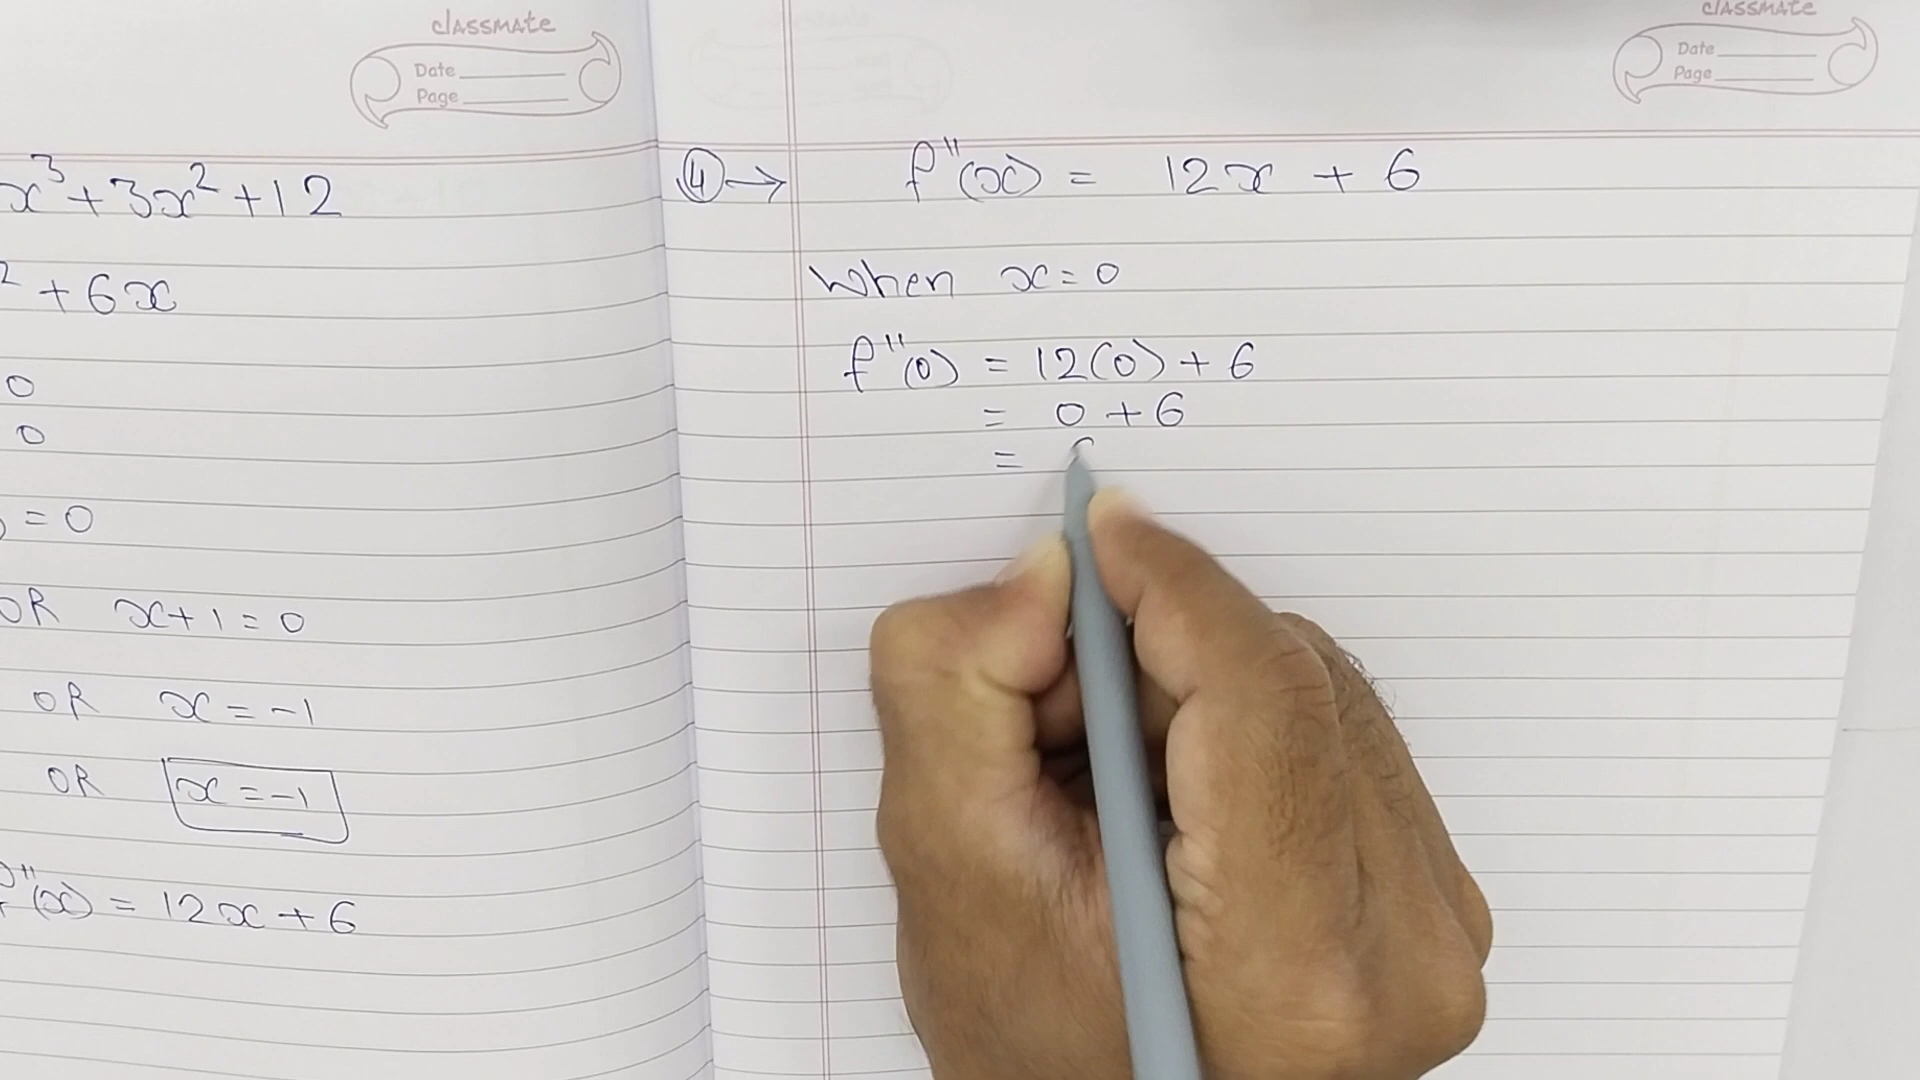 classmate
Date
Page
x³ + 3x² + 12
² + 6x
0
0
= 0
OR x + 1 = 0
OR x = -1
OR x = -1
f"(x) = 12x + 6
classmate
Date
Page
④ → f"(x) = 12x + 6
When x = 0
f"(0) = 12(0) + 6
= 0 + 6
=